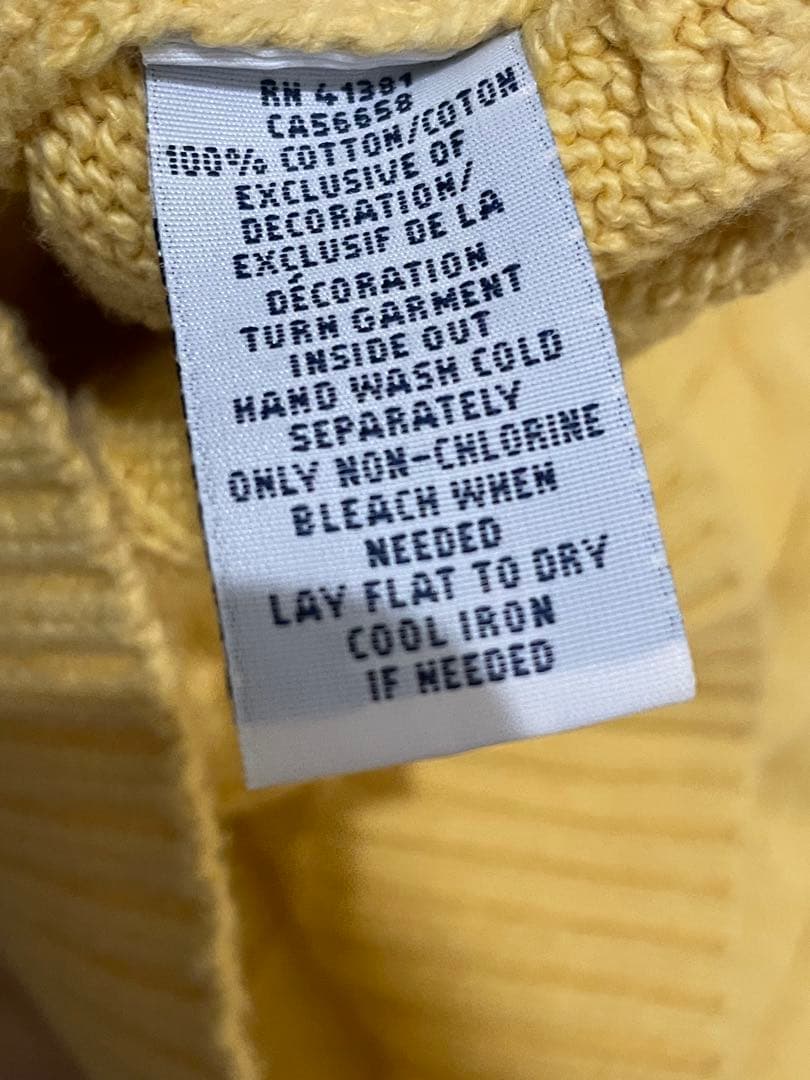 RN 41381
CA56658
100% COTTON/COTON
EXCLUSIVE OF
DECORATION/
EXCLUSIF DE LA
DÉCORATION
TURN GARMENT
INSIDE OUT
HAND WASH COLD
SEPARATELY
ONLY NON-CHLORINE
BLEACH WHEN
NEEDED
LAY FLAT TO DRY
COOL IRON
IF NEEDED